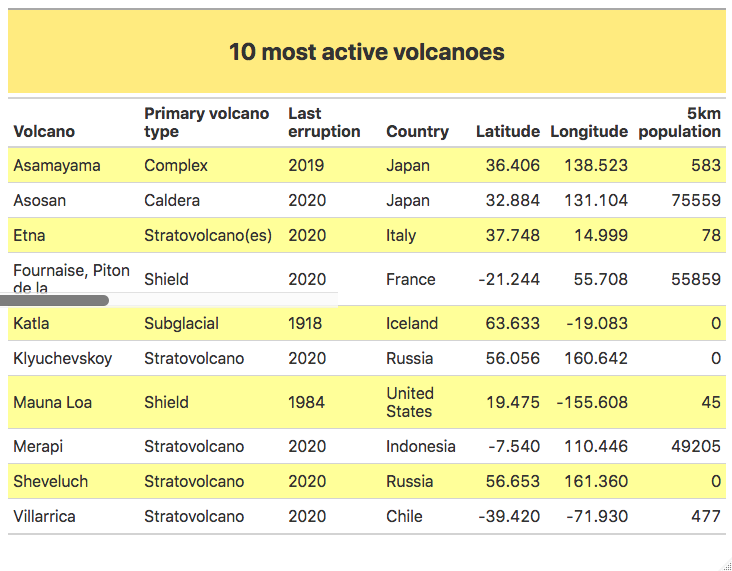 10 most active volcanoes
Volcano Primary volcano type Last erruption Country Latitude Longitude 5km population
Asamayama Complex 2019 Japan 36.406 138.523 583
Asosan Caldera 2020 Japan 32.884 131.104 75559
Etna Stratovolcano(es) 2020 Italy 37.748 14.999 78
Fournaise, Piton de la Shield 2020 France -21.244 55.708 55859
Katla Subglacial 1918 Iceland 63.633 -19.083 0
Klyuchevskoy Stratovolcano 2020 Russia 56.056 160.642 0
Mauna Loa Shield 1984 United States 19.475 -155.608 45
Merapi Stratovolcano 2020 Indonesia -7.540 110.446 49205
Sheveluch Stratovolcano 2020 Russia 56.653 161.360 0
Villarrica Stratovolcano 2020 Chile -39.420 -71.930 477